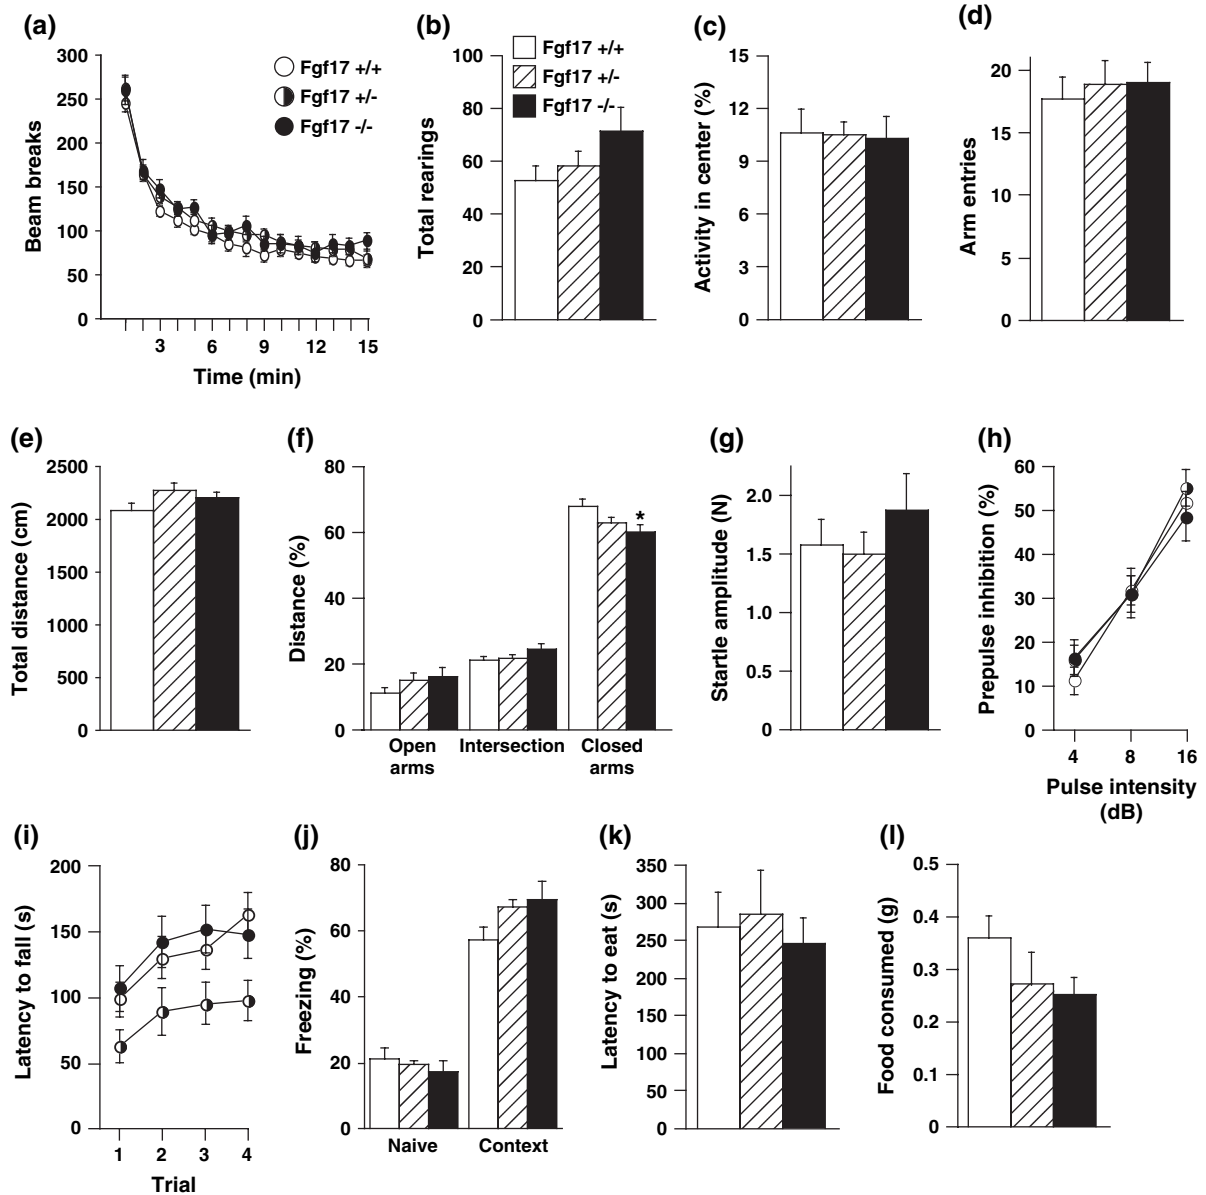 (a)
300
250
200
150
100
50
0
Beam breaks
3 6 9 12 15
Time (min)
Fgf17 +/+
Fgf17 +/-
Fgf17 -/-
(b)
100
80
60
40
20
0
Total rearings
Fgf17 +/+
Fgf17 +/-
Fgf17 -/-
(c)
15
12
9
6
3
0
Activity in center (%)
(d)
20
15
10
5
0
Arm entries
(e)
2500
2000
1500
1000
500
0
Total distance (cm)
(f)
80
60
40
20
0
Distance (%)
*
Open
arms
Intersection
Closed
arms
(g)
2.0
1.5
1.0
0.5
0
Startle amplitude (N)
(h)
60
50
40
30
20
10
0
Prepulse inhibition (%)
4 8 16
Pulse intensity
(dB)
(i)
200
150
100
50
0
Latency to fall (s)
1 2 3 4
Trial
(j)
80
60
40
20
0
Freezing (%)
Naive Context
(k)
350
300
250
200
150
100
50
0
Latency to eat (s)
(l)
0.5
0.4
0.3
0.2
0.1
0
Food consumed (g)